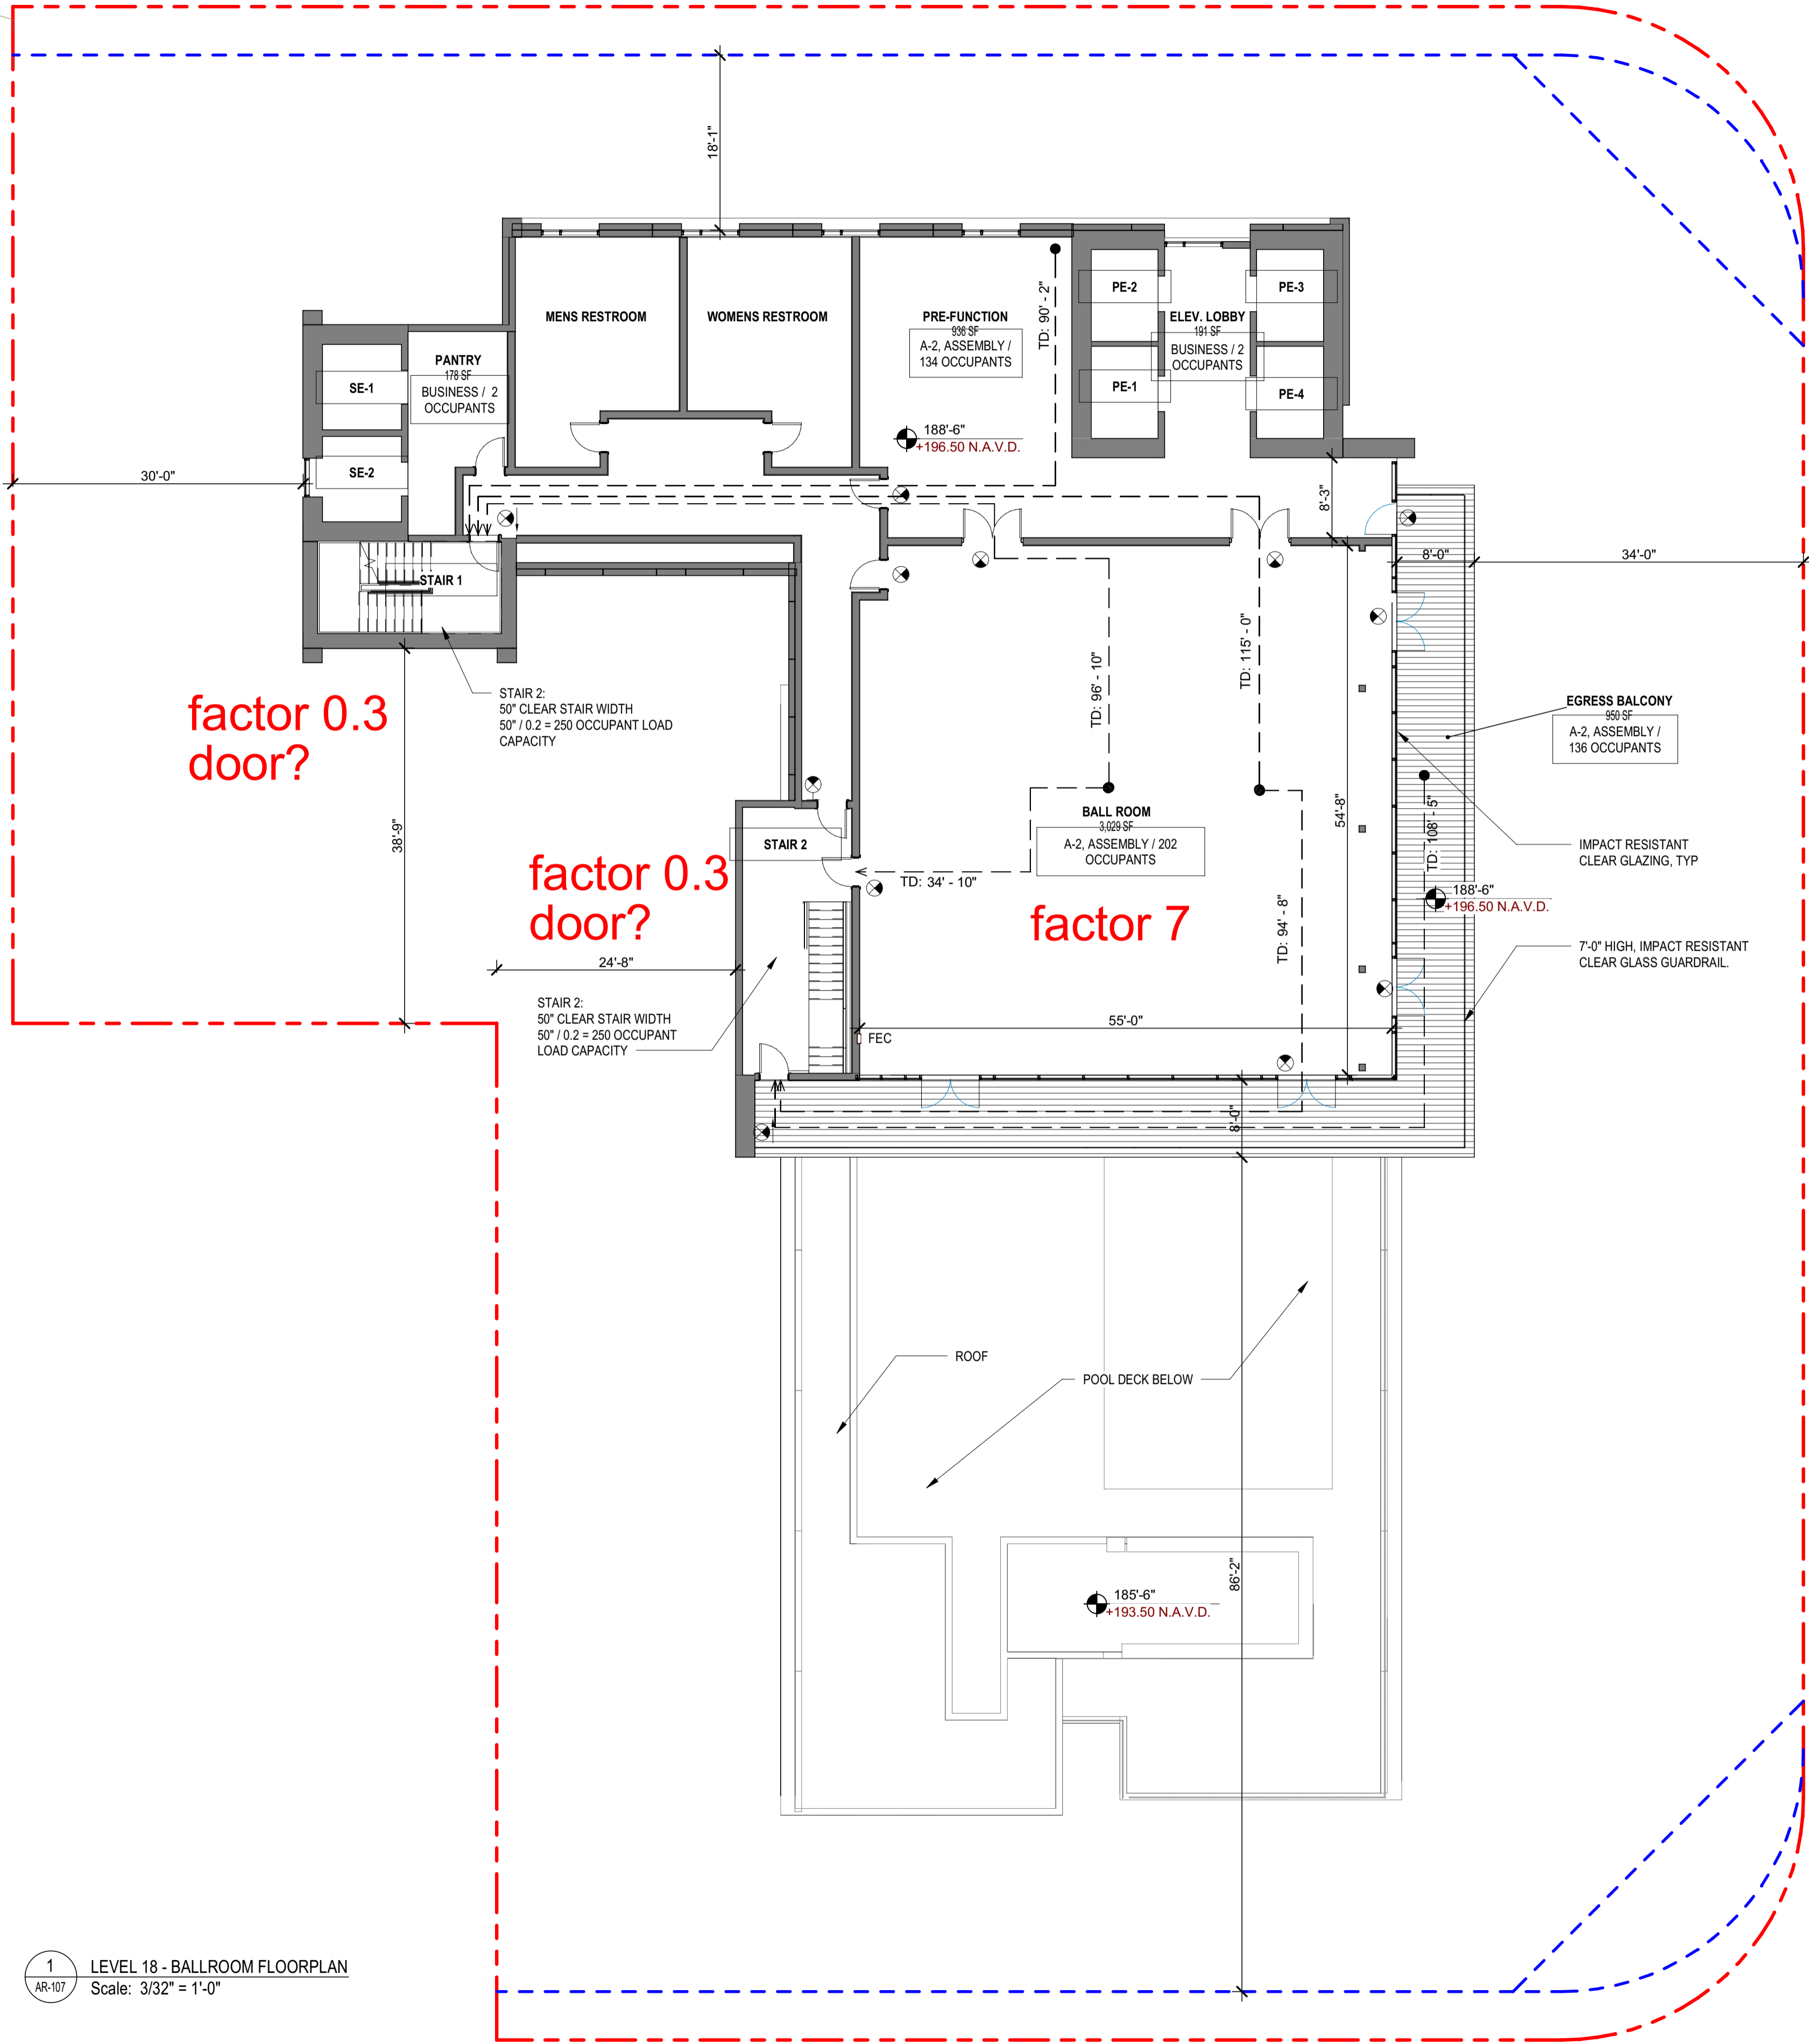 18'-1"
MENS RESTROOM
WOMENS RESTROOM
PRE-FUNCTION
936 SF
A-2, ASSEMBLY /
134 OCCUPANTS
TD: 90' - 2"
PE-2
PE-1
ELEV. LOBBY
191 SF
BUSINESS / 2
OCCUPANTS
PE-3
PE-4
SE-1
SE-2
PANTRY
178 SF
BUSINESS / 2
OCCUPANTS
188'-6"
+196.50 N.A.V.D.
30'-0"
8'-3"
8'-0"
34'-0"
STAIR 1
STAIR 2:
50" CLEAR STAIR WIDTH
50" / 0.2 = 250 OCCUPANT LOAD
CAPACITY
factor 0.3
door?
38'-9"
TD: 96' - 10"
TD: 115' - 0"
EGRESS BALCONY
950 SF
A-2, ASSEMBLY /
136 OCCUPANTS
BALL ROOM
3,029 SF
A-2, ASSEMBLY / 202
OCCUPANTS
54'-8"
TD: 108' - 5"
IMPACT RESISTANT
CLEAR GLAZING, TYP
STAIR 2
factor 0.3
door?
TD: 34' - 10"
factor 7
TD: 94' - 8"
188'-6"
+196.50 N.A.V.D.
7'-0" HIGH, IMPACT RESISTANT
CLEAR GLASS GUARDRAIL.
24'-8"
STAIR 2:
50" CLEAR STAIR WIDTH
50" / 0.2 = 250 OCCUPANT
LOAD CAPACITY
55'-0"
FEC
8'-0"
ROOF
POOL DECK BELOW
86'-2"
185'-6"
+193.50 N.A.V.D.
1
AR-107
LEVEL 18 - BALLROOM FLOORPLAN
Scale: 3/32" = 1'-0"